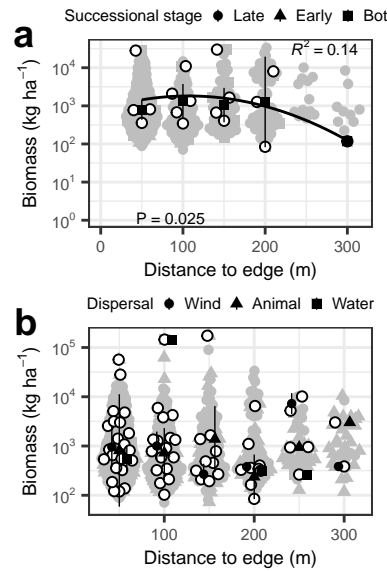 Successional stage Late Early Bot
a
R² = 0.14
10⁴
10³
10²
10¹
10⁰
Biomass (kg ha⁻¹)
P = 0.025
0 100 200 300
Distance to edge (m)
Dispersal Wind Animal Water
b
10⁵
10⁴
10³
10²
Biomass (kg ha⁻¹)
100 200 300
Distance to edge (m)